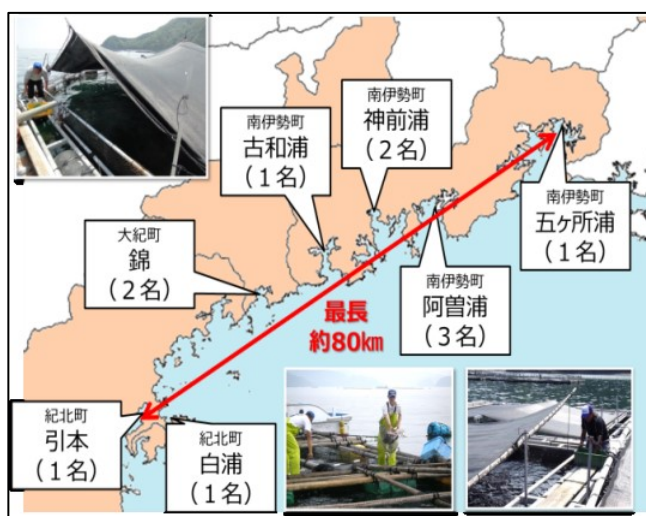 南伊勢町
神前浦
（２名）
南伊勢町
古和浦
（１名）
大紀町
錦
（２名）
南伊勢町
五ヶ所浦
（１名）
南伊勢町
阿曽浦
（３名）
最長
約80㎞
紀北町
引本
（１名）
紀北町
白浦
（１名）